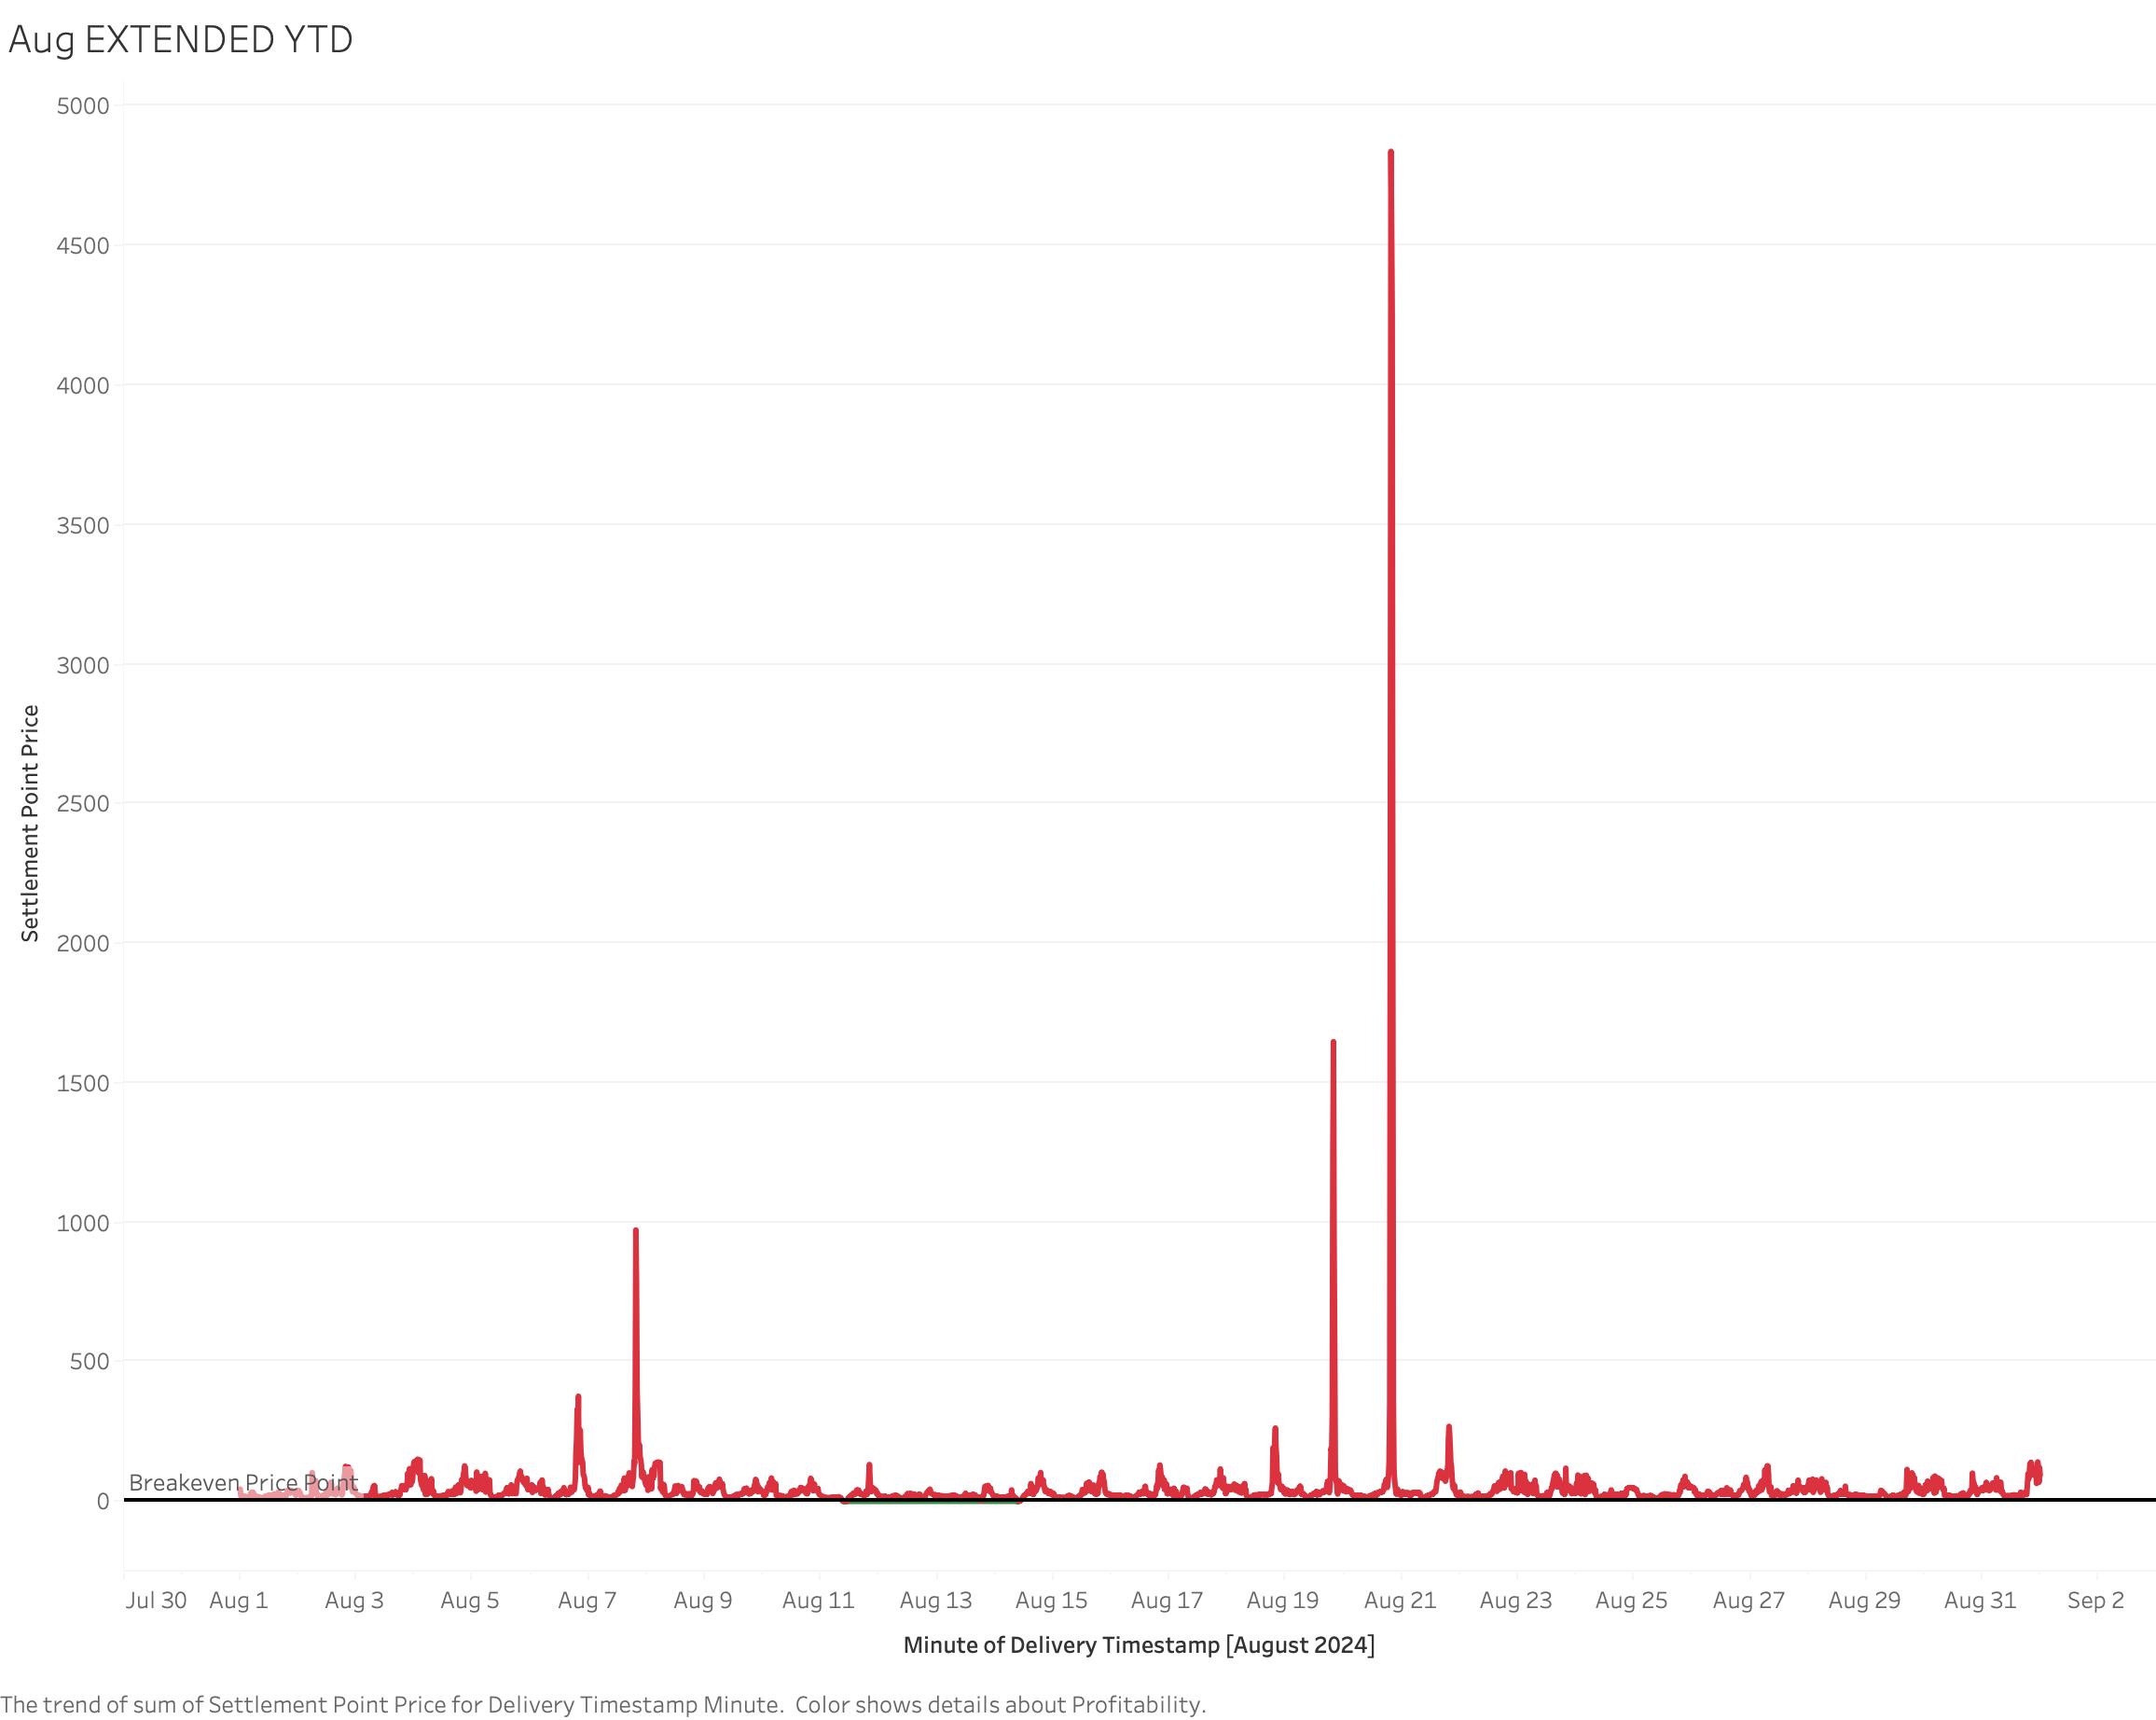 Aug EXTENDED YTD
5000
4500
4000
3500
3000
2500
2000
1500
1000
500
0
Settlement Point Price
Breakeven Price Point
Jul 30 Aug 1 Aug 3 Aug 5 Aug 7 Aug 9 Aug 11 Aug 13 Aug 15 Aug 17 Aug 19 Aug 21 Aug 23 Aug 25 Aug 27 Aug 29 Aug 31 Sep 2
Minute of Delivery Timestamp [August 2024]
The trend of sum of Settlement Point Price for Delivery Timestamp Minute.  Color shows details about Profitability.